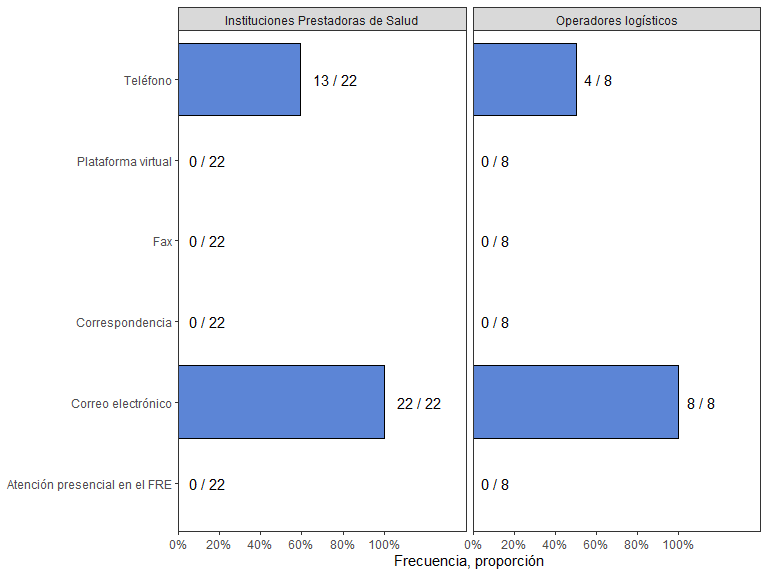 Instituciones Prestadoras de Salud
Operadores logísticos
Teléfono
13 / 22
4 / 8
Plataforma virtual
0 / 22
0 / 8
Fax
0 / 22
0 / 8
Correspondencia
0 / 22
0 / 8
Correo electrónico
22 / 22
8 / 8
Atención presencial en el FRE
0 / 22
0 / 8
0% 20% 40% 60% 80% 100%
0% 20% 40% 60% 80% 100%
Frecuencia, proporción